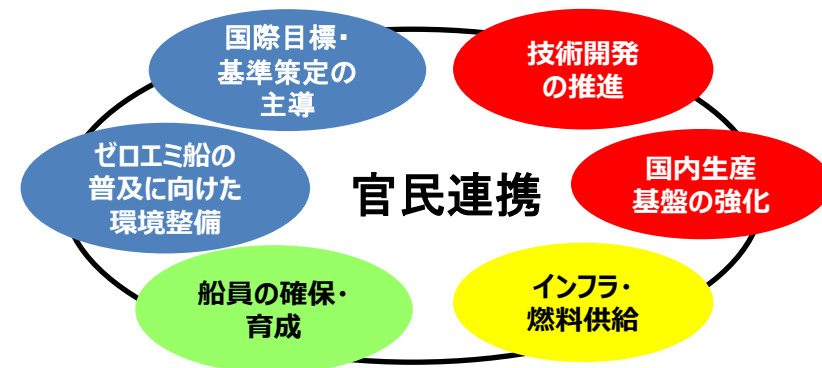 国際目標・
基準策定の
主導
技術開発
の推進
ゼロエミ船の
普及に向けた
環境整備
官民連携
国内生産
基盤の強化
船員の確保・
育成
インフラ・
燃料供給